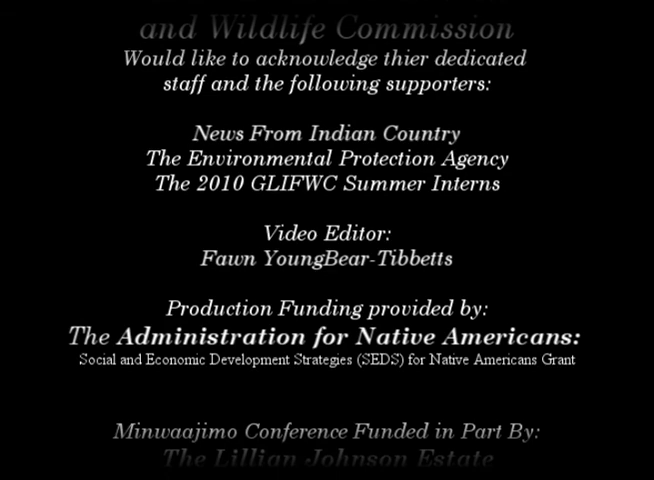 and Wildlife Commission
Would like to acknowledge thier dedicated
staff and the following supporters:
News From Indian Country
The Environmental Protection Agency
The 2010 GLIFWC Summer Interns
Video Editor:
Fawn YoungBear-Tibbetts
Production Funding provided by:
The Administration for Native Americans:
Social and Economic Development Strategies (SEDS) for Native Americans Grant
Minwaajimo Conference Funded in Part By:
The Lillian Johnson Estate